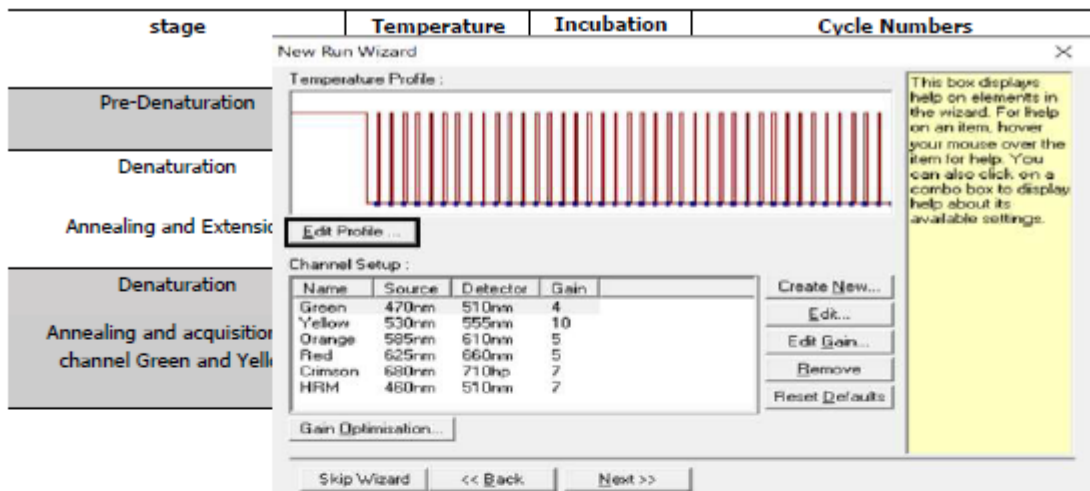 stage Temperature Incubation Cycle Numbers
New Run Wizard
Temperature Profile :
Pre-Denaturation
Denaturation
Annealing and Extensic
Denaturation
Annealing and acquisition
channel Green and Yell
Edit Profile ...
Channel Setup :
Name Source Detector Gain
Green 470nm 510nm 4
Yellow 530nm 555nm 10
Orange 585nm 610nm 5
Red 625nm 660nm 5
Crimson 680nm 710hp 7
HRM 460nm 510nm 7
Create New...
Edit...
Edit Gain...
Remove
Reset Defaults
Gain Optimisation...
Skip Wizard << Back Next >>
This box displays
help on elements in
the wizard. For help
on an item, hover
your mouse over the
item for help. You
can also click on a
combo box to display
help about its
available settings.